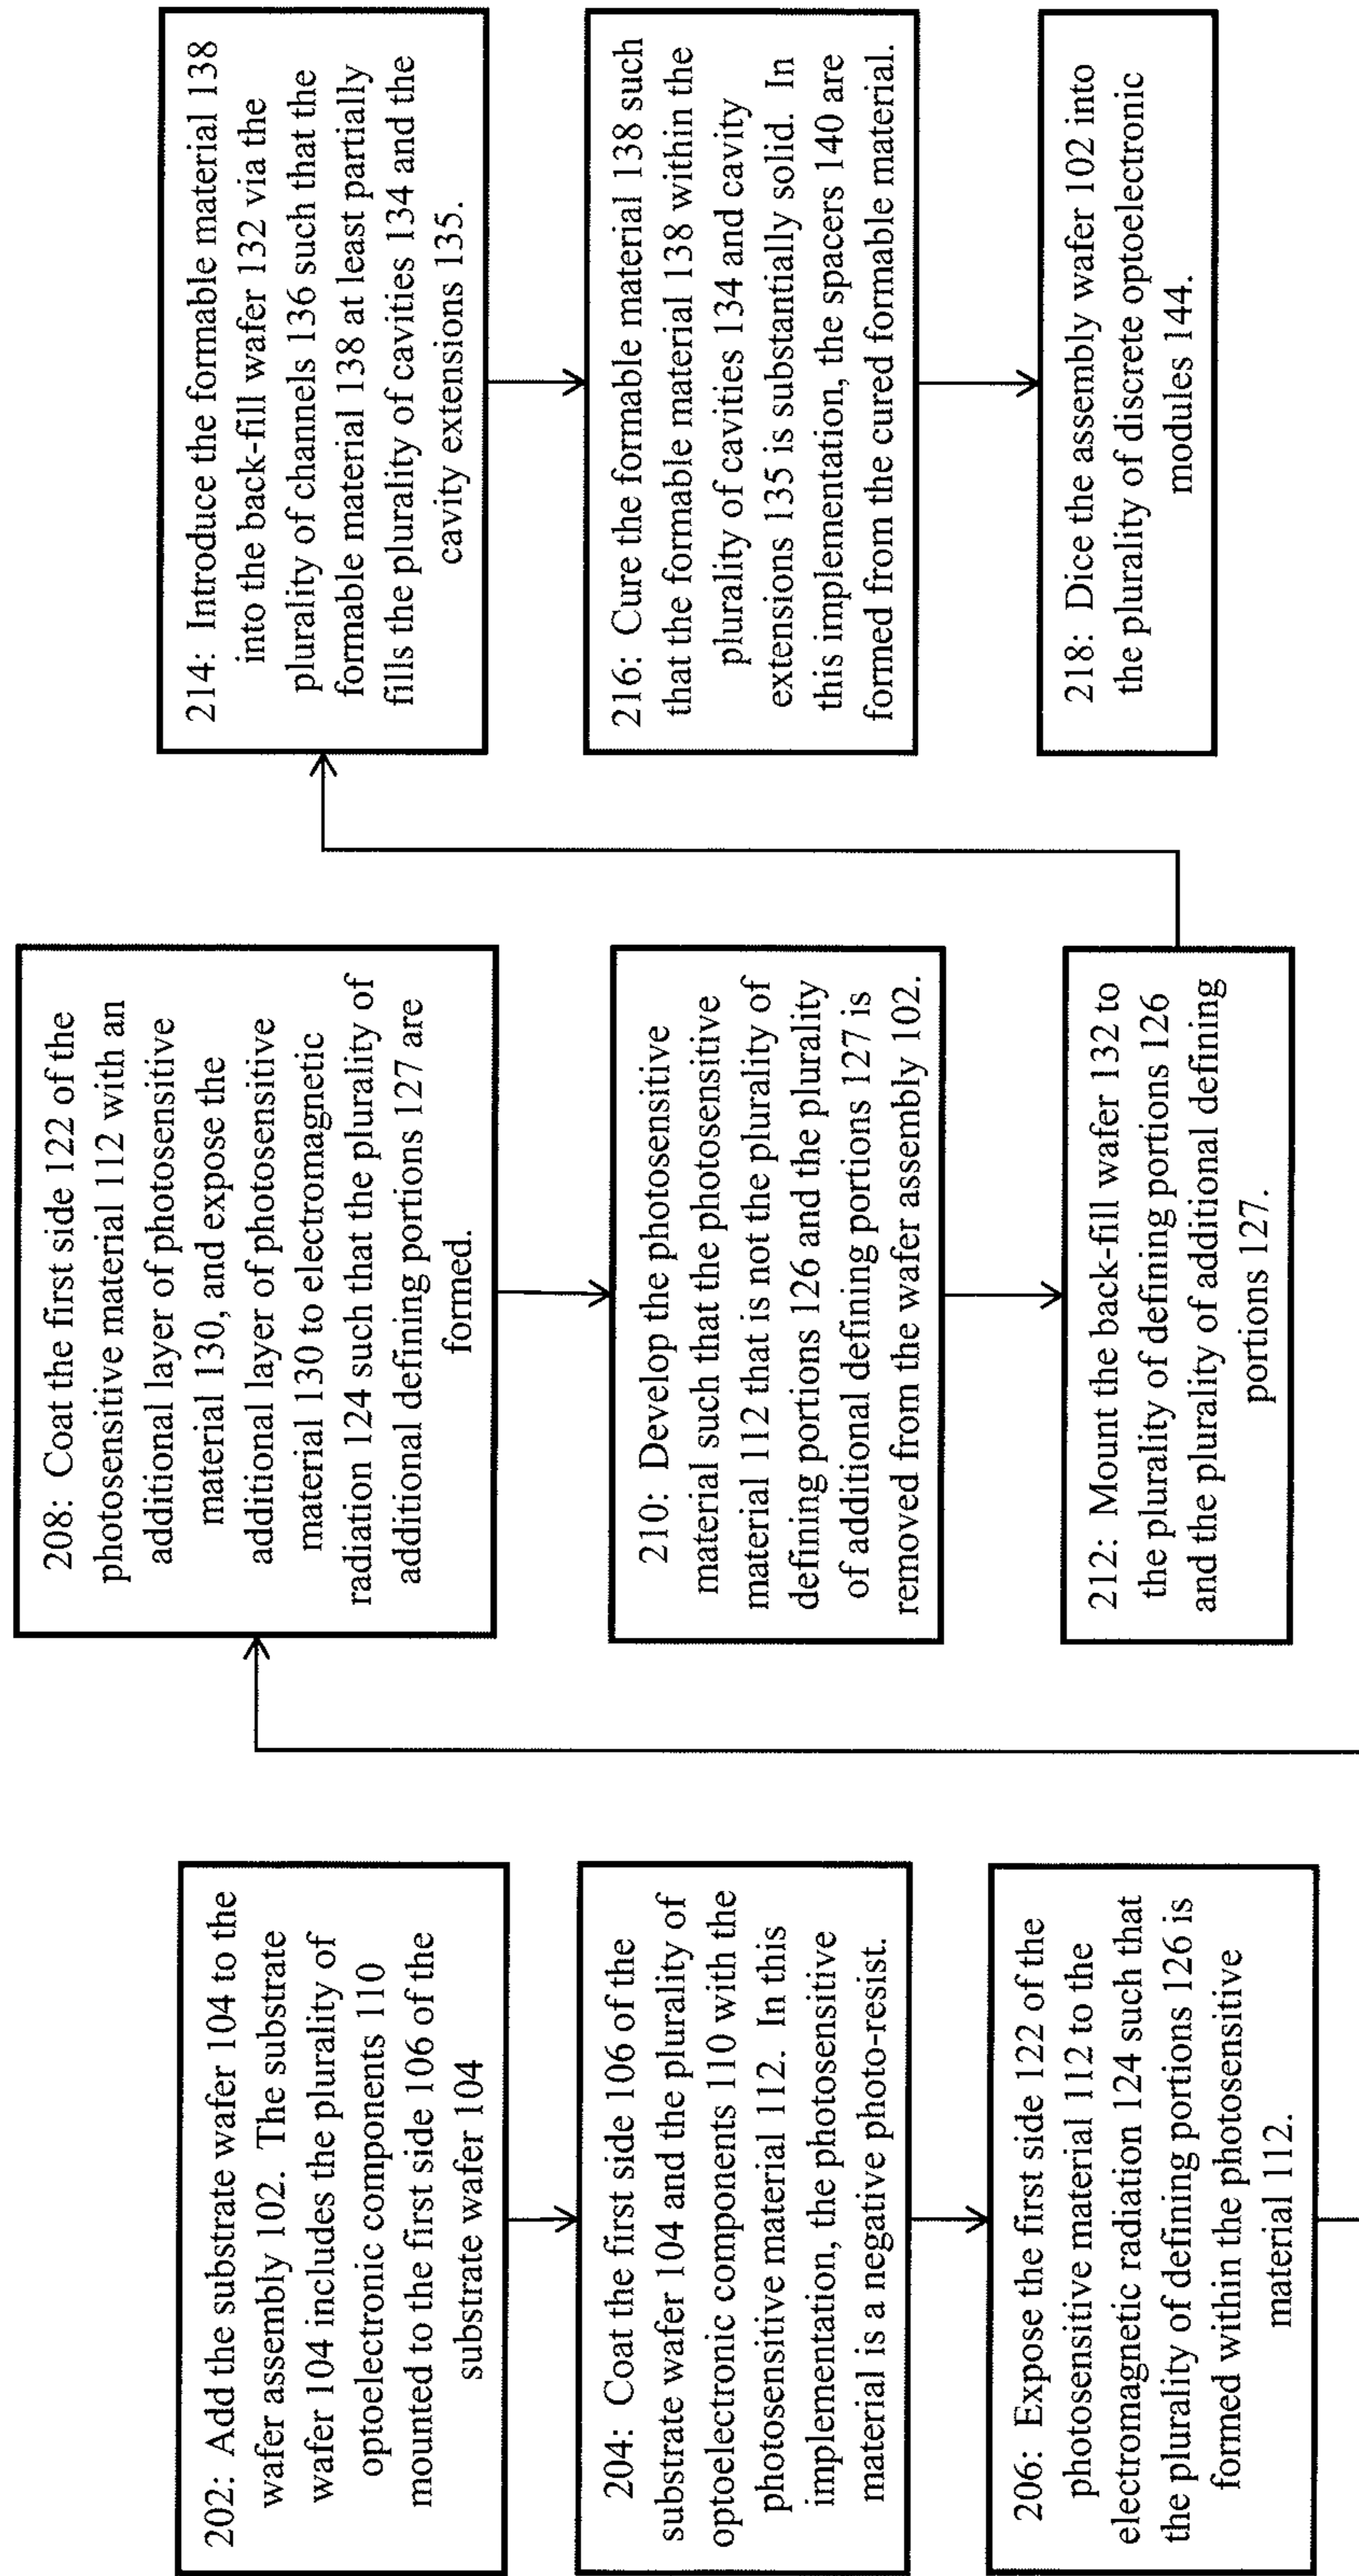 202: Add the substrate wafer 104 to the
wafer assembly 102. The substrate
wafer 104 includes the plurality of
optoelectronic components 110
mounted to the first side 106 of the
substrate wafer 104
204: Coat the first side 106 of the
substrate wafer 104 and the plurality of
optoelectronic components 110 with the
photosensitive material 112. In this
implementation, the photosensitive
material is a negative photo-resist.
206: Expose the first side 122 of the
photosensitive material 112 to the
electromagnetic radiation 124 such that
the plurality of defining portions 126 is
formed within the photosensitive
material 112.
208: Coat the first side 122 of the
photosensitive material 112 with an
additional layer of photosensitive
material 130, and expose the
additional layer of photosensitive
material 130 to electromagnetic
radiation 124 such that the plurality of
additional defining portions 127 are
formed.
210: Develop the photosensitive
material such that the photosensitive
material 112 that is not the plurality of
defining portions 126 and the plurality
of additional defining portions 127 is
removed from the wafer assembly 102.
212: Mount the back-fill wafer 132 to
the plurality of defining portions 126
and the plurality of additional defining
portions 127.
214: Introduce the formable material 138
into the back-fill wafer 132 via the
plurality of channels 136 such that the
formable material 138 at least partially
fills the plurality of cavities 134 and the
cavity extensions 135.
216: Cure the formable material 138 such
that the formable material 138 within the
plurality of cavities 134 and cavity
extensions 135 is substantially solid. In
this implementation, the spacers 140 are
formed from the cured formable material.
218: Dice the assembly wafer 102 into
the plurality of discrete optoelectronic
modules 144.